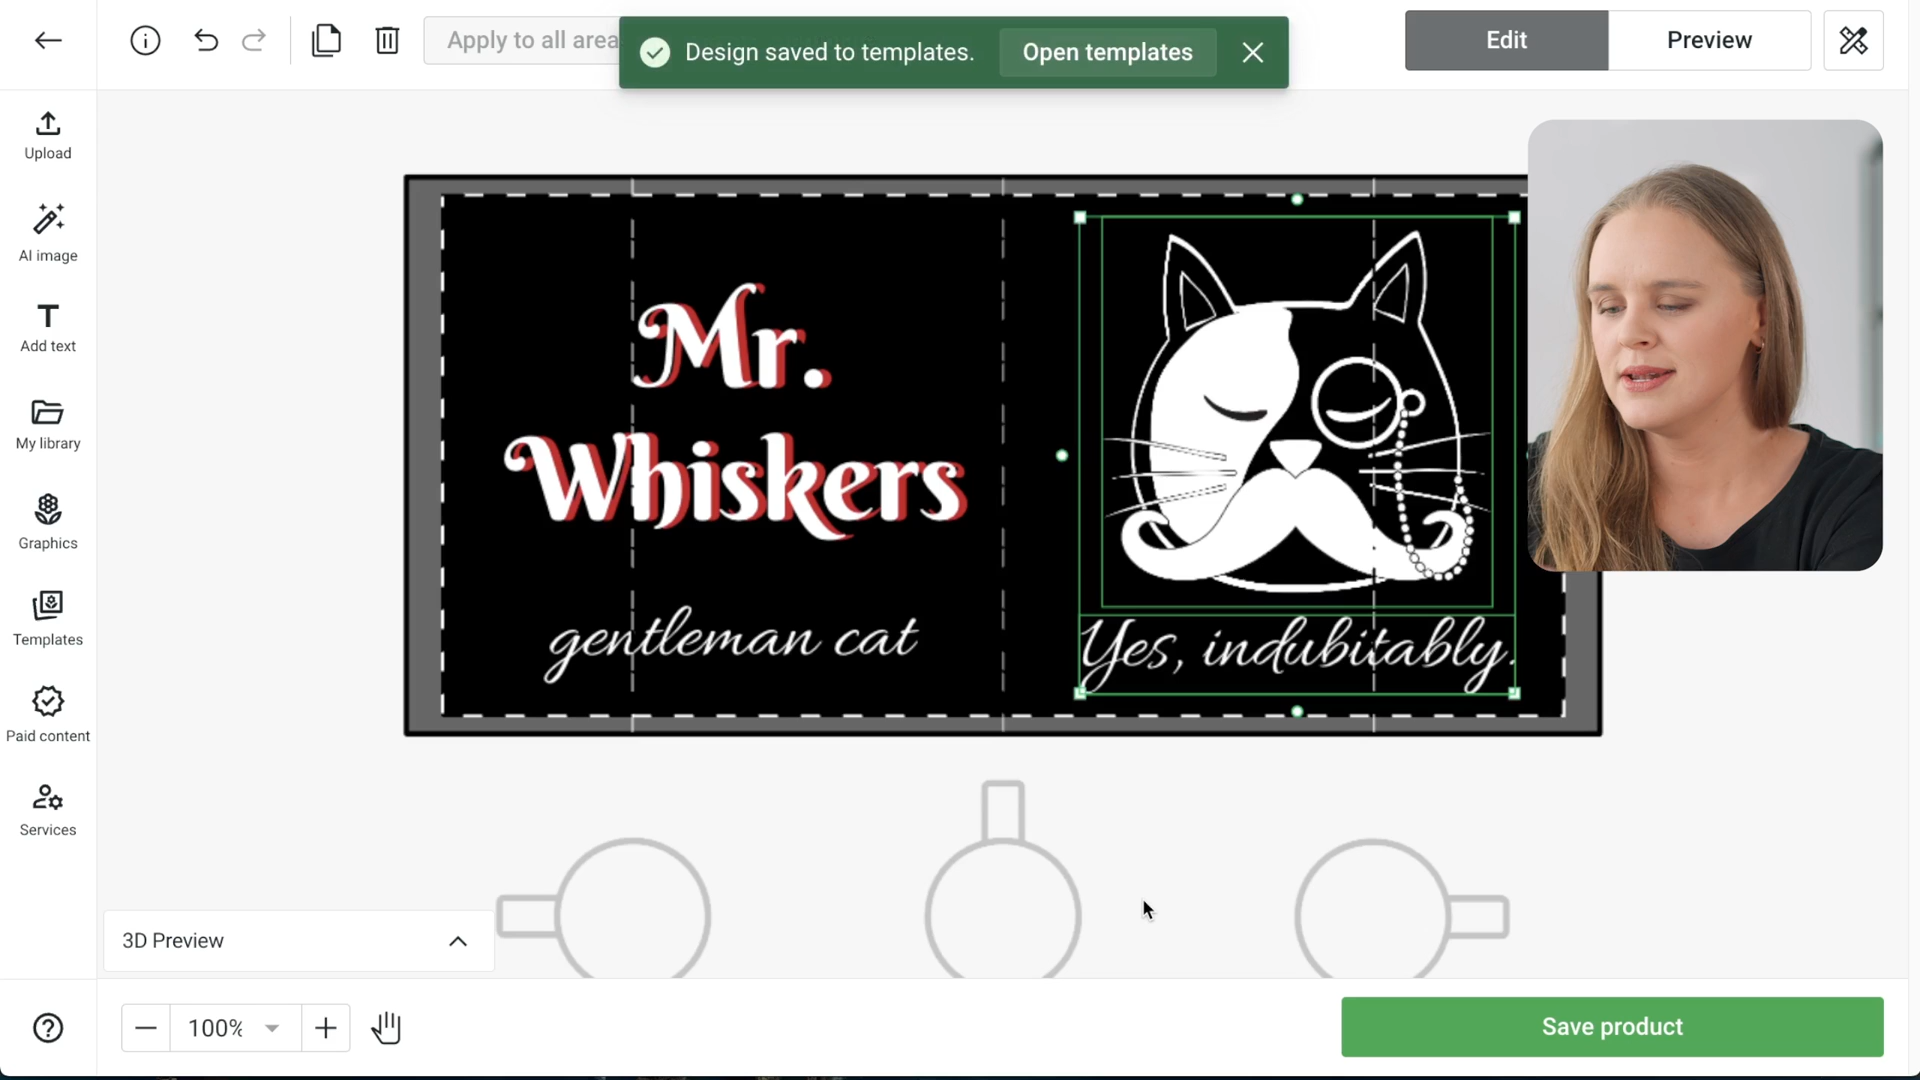 Apply to all area
Design saved to templates.
Open templates
Edit
Preview
Upload
AI image
Add text
My library
Graphics
Templates
Paid content
Services
Mr.
Whiskers
gentleman cat
Yes, indubitably.
3D Preview
100%
Save product